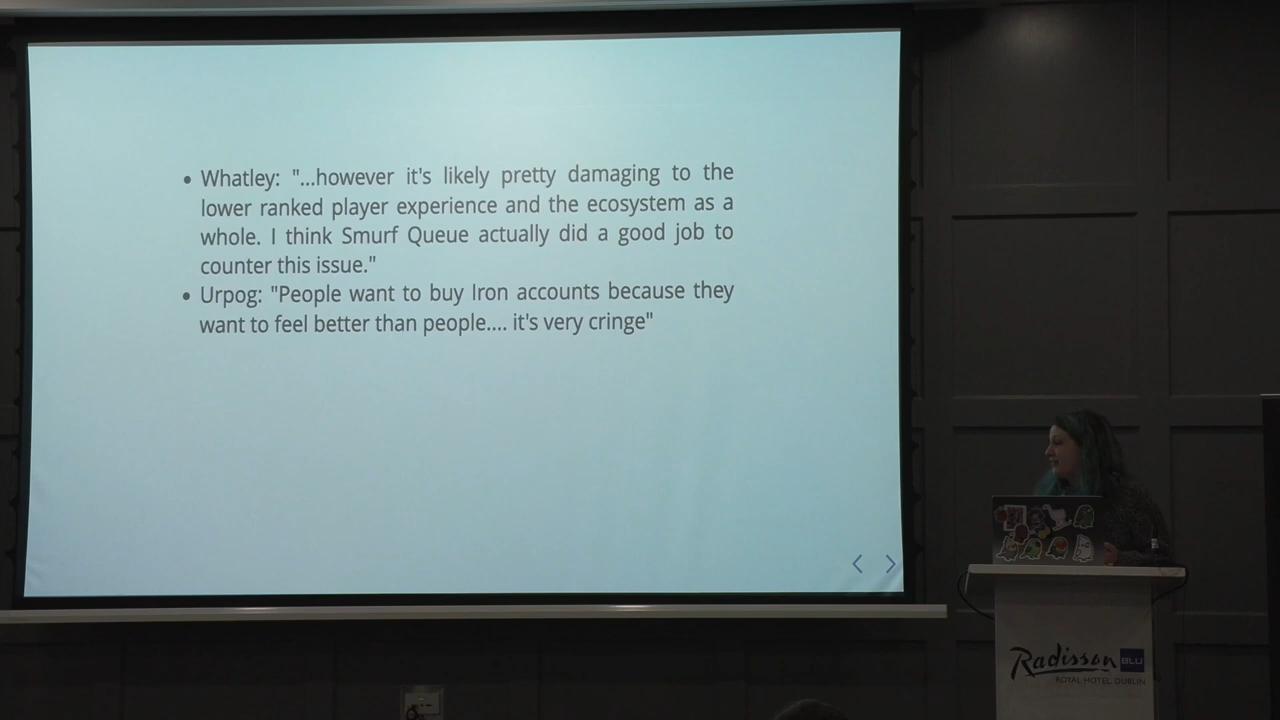 Whatley: "...however it's likely pretty damaging to the
lower ranked player experience and the ecosystem as a
whole. I think Smurf Queue actually did a good job to
counter this issue."
Urpog: "People want to buy Iron accounts because they
want to feel better than people.... it's very cringe"
Radisson BLU
ROYAL HOTEL DUBLIN